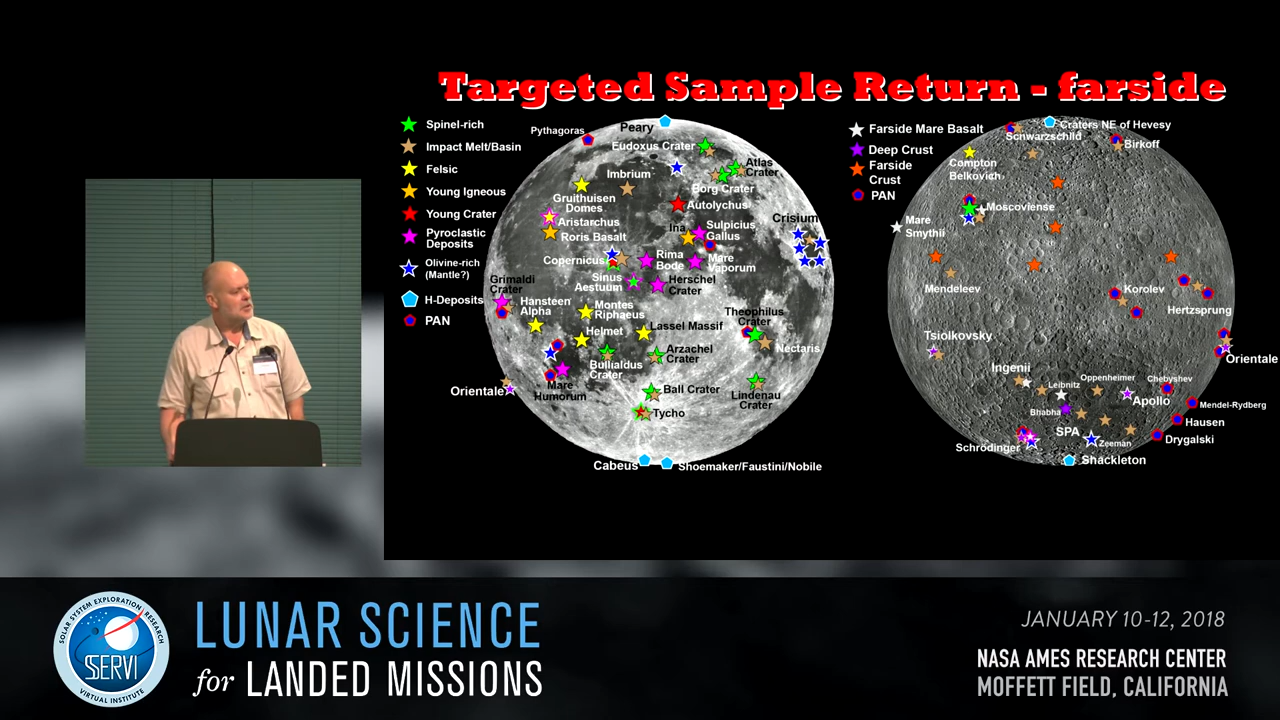 Targeted Sample Return - farside
Spinel-rich
Impact Melt/Basin
Felsic
Young Igneous
Young Crater
Pyroclastic
Deposits
Olivine-rich
(Mantle?)
H-Deposits
PAN
Pythagoras
Peary
Eudoxus Crater
Atlas
Crater
Imbrium
Borg Crater
Gruithuisen
Domes
Autolychus
Aristarchus
Crisium
Ina
Sulpicius
Gallus
Roris Basalt
Copernicus
Rima
Bode
Mare
Vaporum
Sinus
Aestuum
Herschel
Crater
Grimaldi
Crater
Hansteen
Alpha
Montes
Riphaeus
Theophilus
Crater
Helmet
Lassel Massif
Nectaris
Bullialdus
Crater
Arzachel
Crater
Mare
Humorum
Orientale
Ball Crater
Lindenau
Crater
Tycho
Cabeus
Shoemaker/Faustini/Nobile
Farside Mare Basalt
Deep Crust
Farside
Crust
PAN
Craters NE of Hevesy
Schwarzschild
Birkoff
Compton
Belkovich
Moscoviense
Mare
Smythii
Mendeleev
Korolev
Hertzsprung
Tsiolkovsky
Orientale
Ingenii
Leibnitz
Oppenheimer
Chebyshev
Apollo
Mendel-Rydberg
Bhabha
Hausen
SPA
Zeeman
Drygalski
Schrödinger
Shackleton
SOLAR SYSTEM EXPLORATION RESEARCH
SSERVI
VIRTUAL INSTITUTE
LUNAR SCIENCE
for LANDED MISSIONS
JANUARY 10-12, 2018
NASA AMES RESEARCH CENTER
MOFFETT FIELD, CALIFORNIA